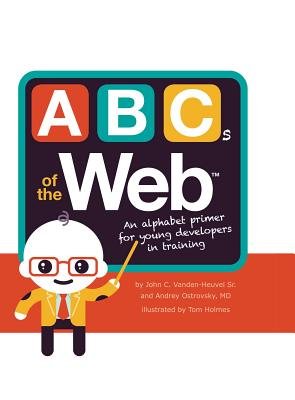 ABCs
of the Web™
An alphabet primer
for young developers
in training
by John C. Vanden-Heuvel Sr.
and Andrey Ostrovsky, MD
illustrated by Tom Holmes
@